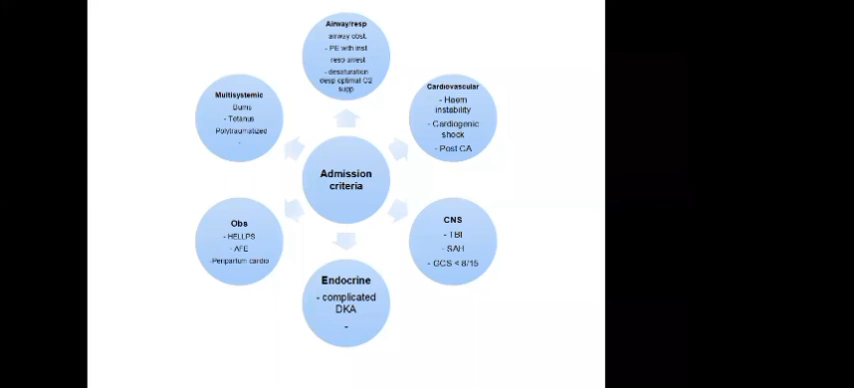 Airway/resp
airway obst.
- PE with inst
resp arrest
- desaturation
desp optimal O2
supp
Cardiovascular
- Haem
instability
- Cardiogenic
shock
- Post CA
CNS
- TBI
- SAH
- GCS < 8/15
Endocrine
- complicated
DKA
-
Obs
- HELLPS
- AFE
-Peripartum cardio
Multisystemic
Burns
- Tetanus
Polytraumatized
-
Admission
criteria